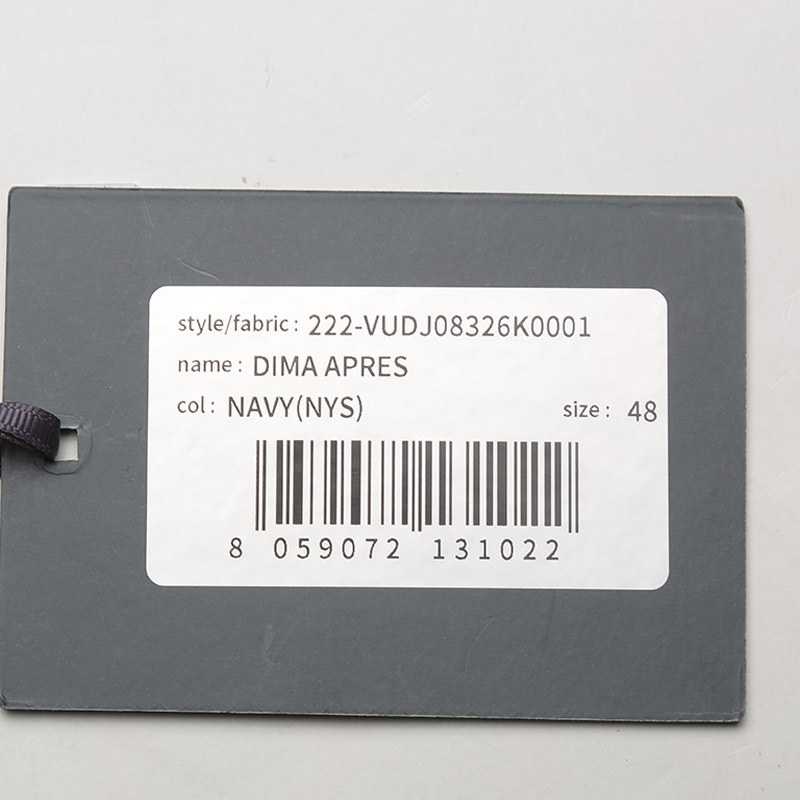 style/fabric : 222-VUDJ08326K0001
name : DIMA APRES
col : NAVY(NYS) size : 48
8 059072 131022